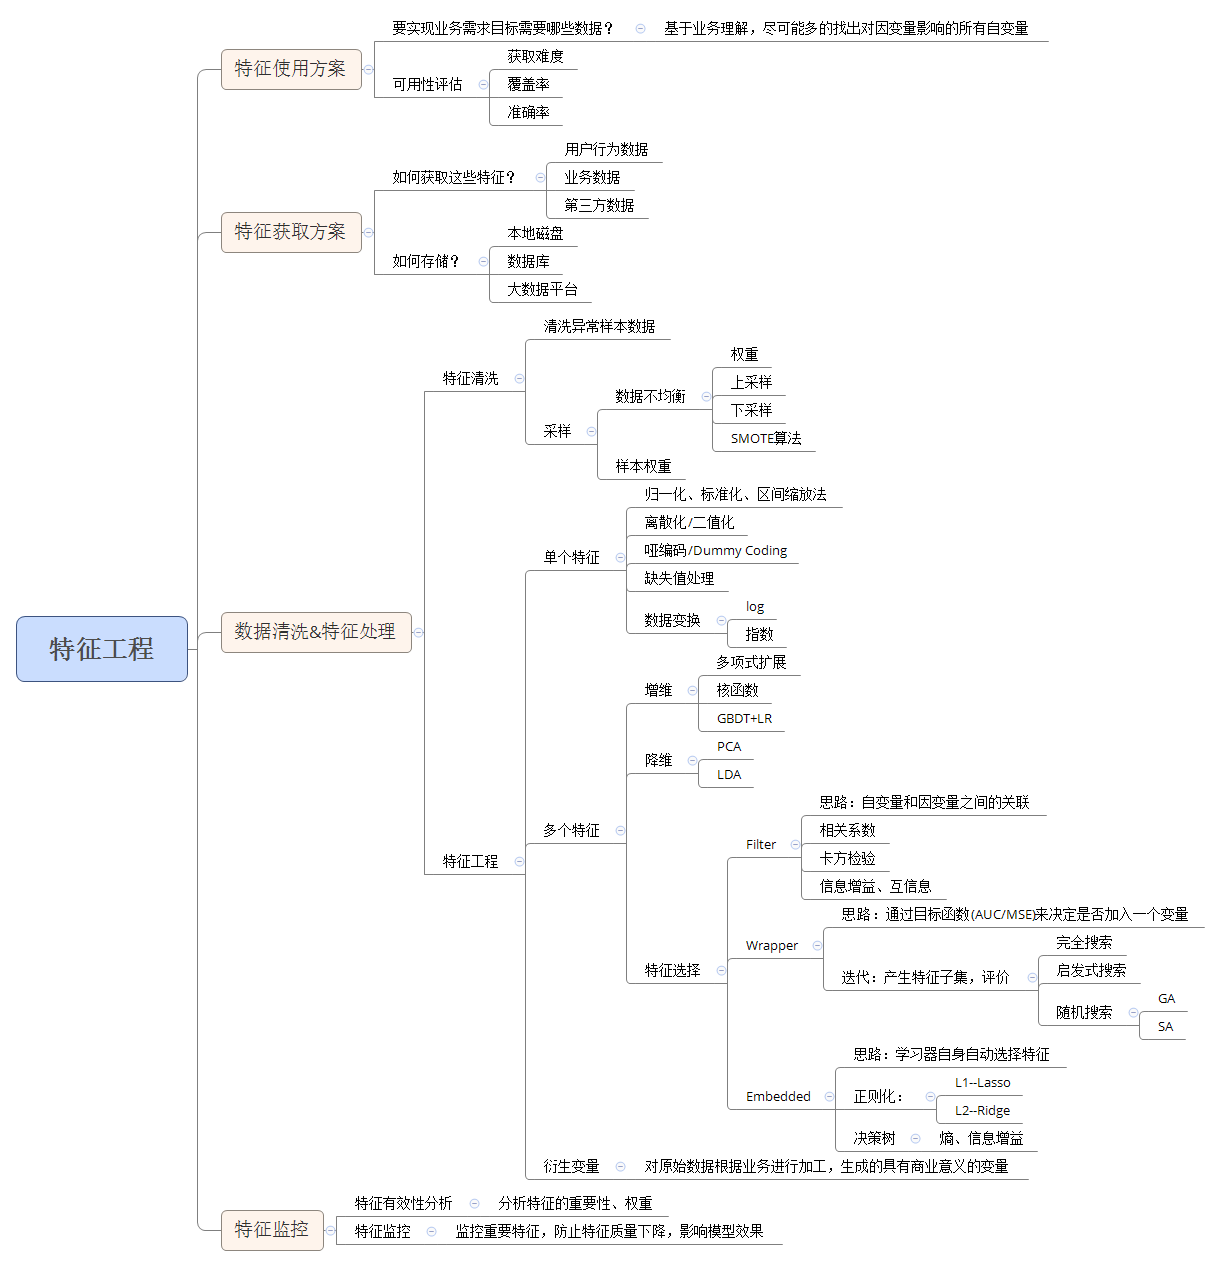 特征工程
特征使用方案
要实现业务需求目标需要哪些数据？
基于业务理解，尽可能多的找出对因变量影响的所有自变量
可用性评估
获取难度
覆盖率
准确率
特征获取方案
如何获取这些特征？
用户行为数据
业务数据
第三方数据
如何存储？
本地磁盘
数据库
大数据平台
数据清洗&特征处理
特征清洗
清洗异常样本数据
采样
数据不均衡
权重
上采样
下采样
SMOTE算法
样本权重
特征工程
单个特征
归一化、标准化、区间缩放法
离散化/二值化
哑编码/Dummy Coding
缺失值处理
数据变换
log
指数
多个特征
增维
多项式扩展
核函数
GBDT+LR
降维
PCA
LDA
特征选择
Filter
思路：自变量和因变量之间的关联
相关系数
卡方检验
信息增益、互信息
Wrapper
思路：通过目标函数(AUC/MSE)来决定是否加入一个变量
迭代：产生特征子集，评价
完全搜索
启发式搜索
随机搜索
GA
SA
Embedded
思路：学习器自身自动选择特征
正则化：
L1--Lasso
L2--Ridge
决策树
熵、信息增益
衍生变量
对原始数据根据业务进行加工，生成的具有商业意义的变量
特征监控
特征有效性分析
分析特征的重要性、权重
特征监控
监控重要特征，防止特征质量下降，影响模型效果